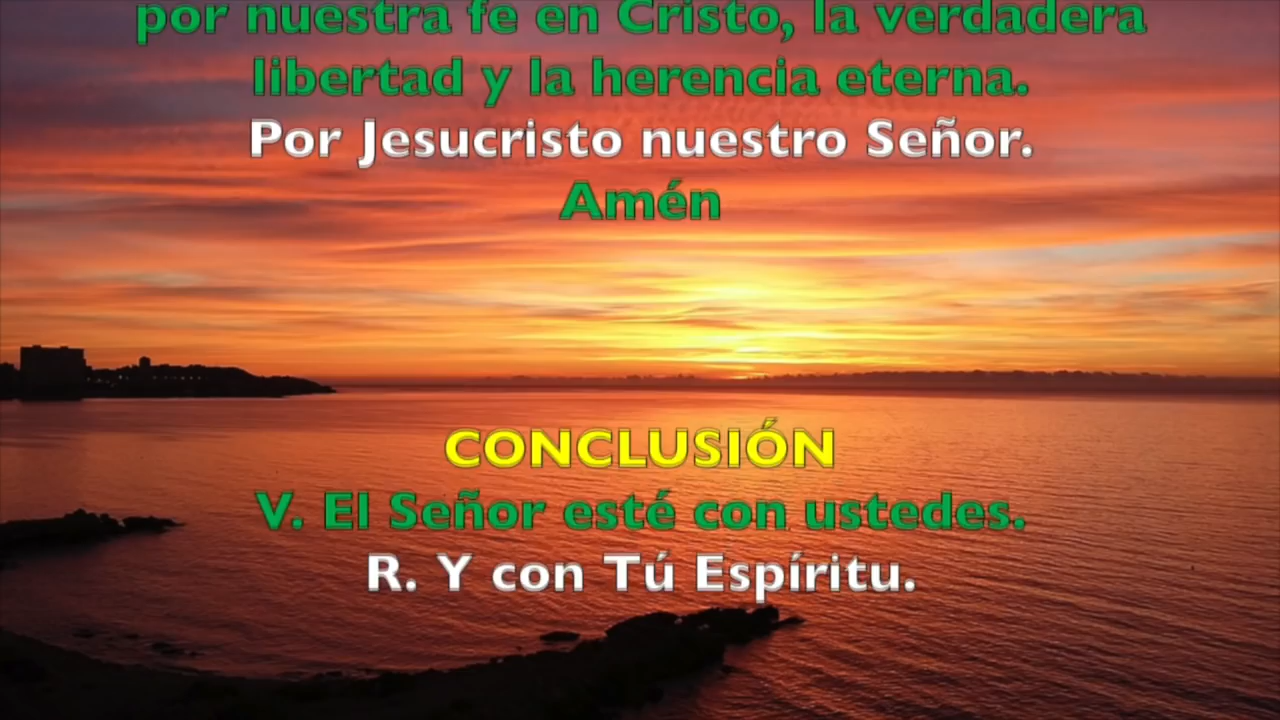 por nuestra fe en Cristo, la verdadera
libertad y la herencia eterna.
Por Jesucristo nuestro Señor.
Amén
CONCLUSIÓN
V. El Señor esté con ustedes.
R. Y con Tú Espíritu.